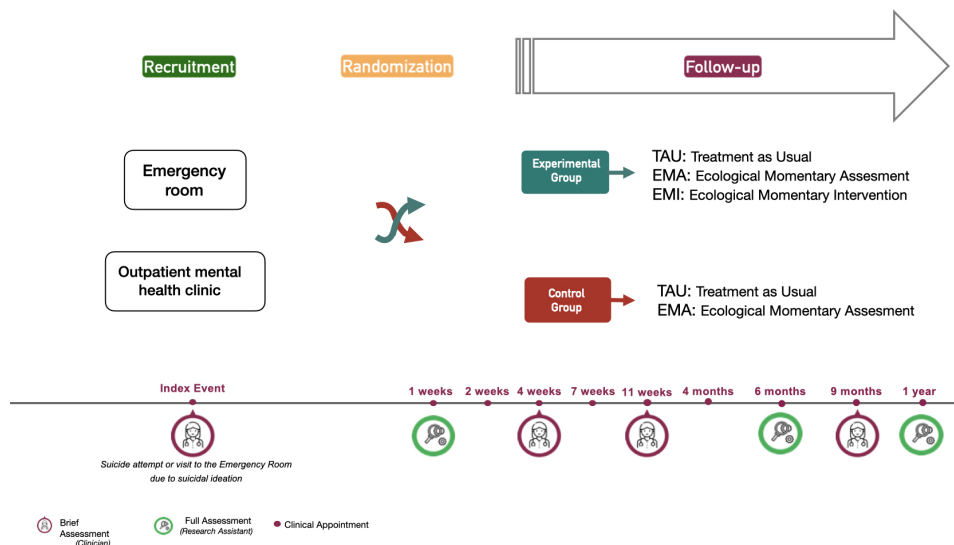 Recruitment
Randomization
Follow-up
Emergency
room
Outpatient mental
health clinic
Experimental
Group
TAU: Treatment as Usual
EMA: Ecological Momentary Assesment
EMI: Ecological Momentary Intervention
Control
Group
TAU: Treatment as Usual
EMA: Ecological Momentary Assesment
Index Event
1 weeks
2 weeks
4 weeks
7 weeks
11 weeks
4 months
6 months
9 months
1 year
Suicide attempt or visit to the Emergency Room
due to suicidal ideation
Brief
Assessment
(Clinician)
Full Assessment
(Research Assistant)
Clinical Appointment